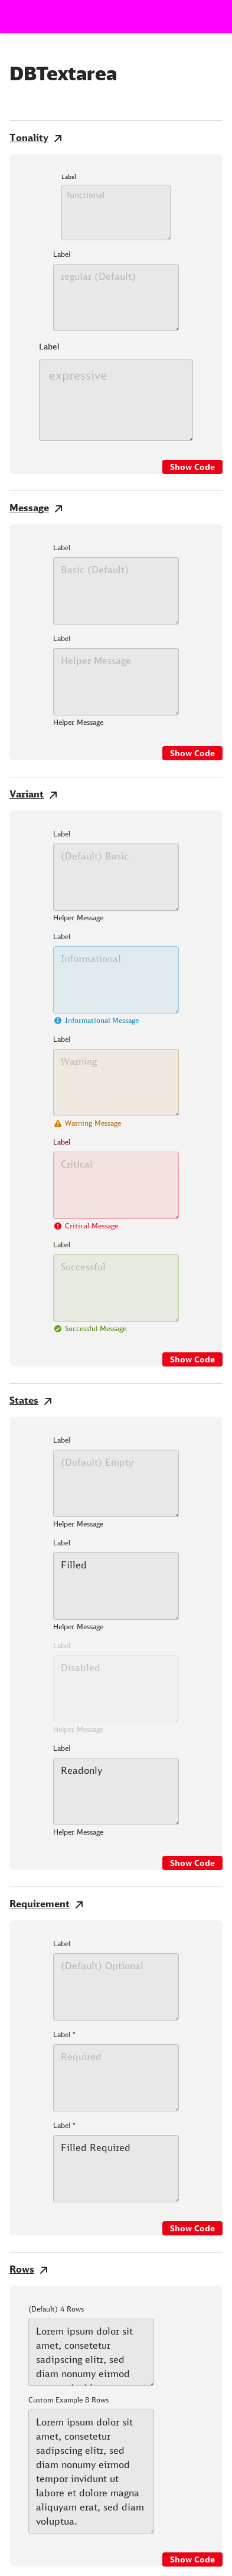 DBTextarea
Tonality
Label
functional
Label
regular (Default)
Label
expressive
Show Code
Message
Label
Basic (Default)
Label
Helper Message
Helper Message
Show Code
Variant
Label
(Default) Basic
Helper Message
Label
Informational
Informational Message
Label
Warning
Warning Message
Label
Critical
Critical Message
Label
Successful
Successful Message
Show Code
States
Label
(Default) Empty
Helper Message
Label
Filled
Helper Message
Label
Disabled
Helper Message
Label
Readonly
Helper Message
Show Code
Requirement
Label
(Default) Optional
Label *
Required
Label *
Filled Required
Show Code
Rows
(Default) 4 Rows
Lorem ipsum dolor sit
amet, consetetur
sadipscing elitr, sed
diam nonumy eirmod
Custom Example 8 Rows
Lorem ipsum dolor sit
amet, consetetur
sadipscing elitr, sed
diam nonumy eirmod
tempor invidunt ut
labore et dolore magna
aliquyam erat, sed diam
voluptua.
Show Code